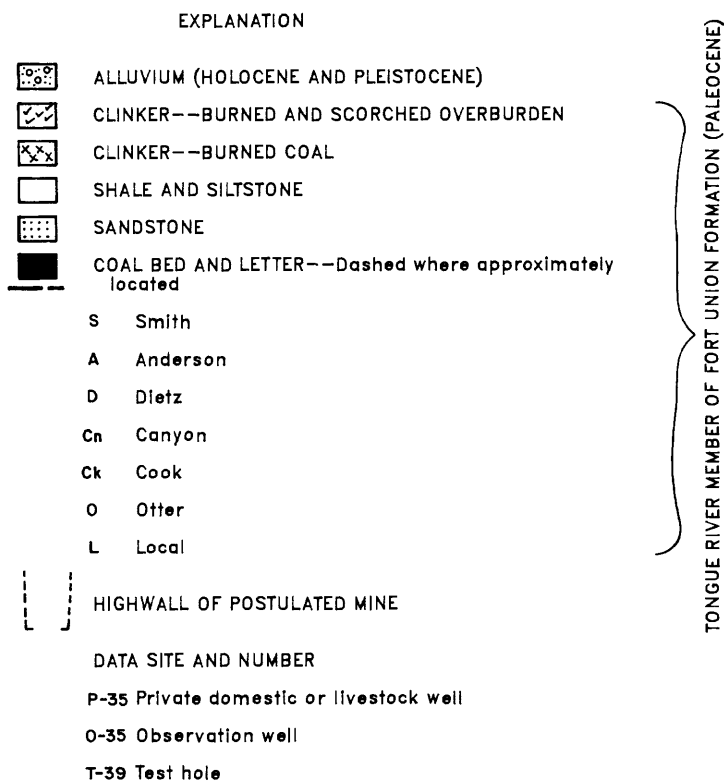 EXPLANATION
ALLUVIUM (HOLOCENE AND PLEISTOCENE)
CLINKER--BURNED AND SCORCHED OVERBURDEN
CLINKER--BURNED COAL
SHALE AND SILTSTONE
SANDSTONE
COAL BED AND LETTER--Dashed where approximately
located
S Smith
A Anderson
D Dietz
Cn Canyon
Ck Cook
O Otter
L Local
TONGUE RIVER MEMBER OF FORT UNION FORMATION (PALEOCENE)
HIGHWALL OF POSTULATED MINE
DATA SITE AND NUMBER
P-35 Private domestic or livestock well
O-35 Observation well
T-39 Test hole